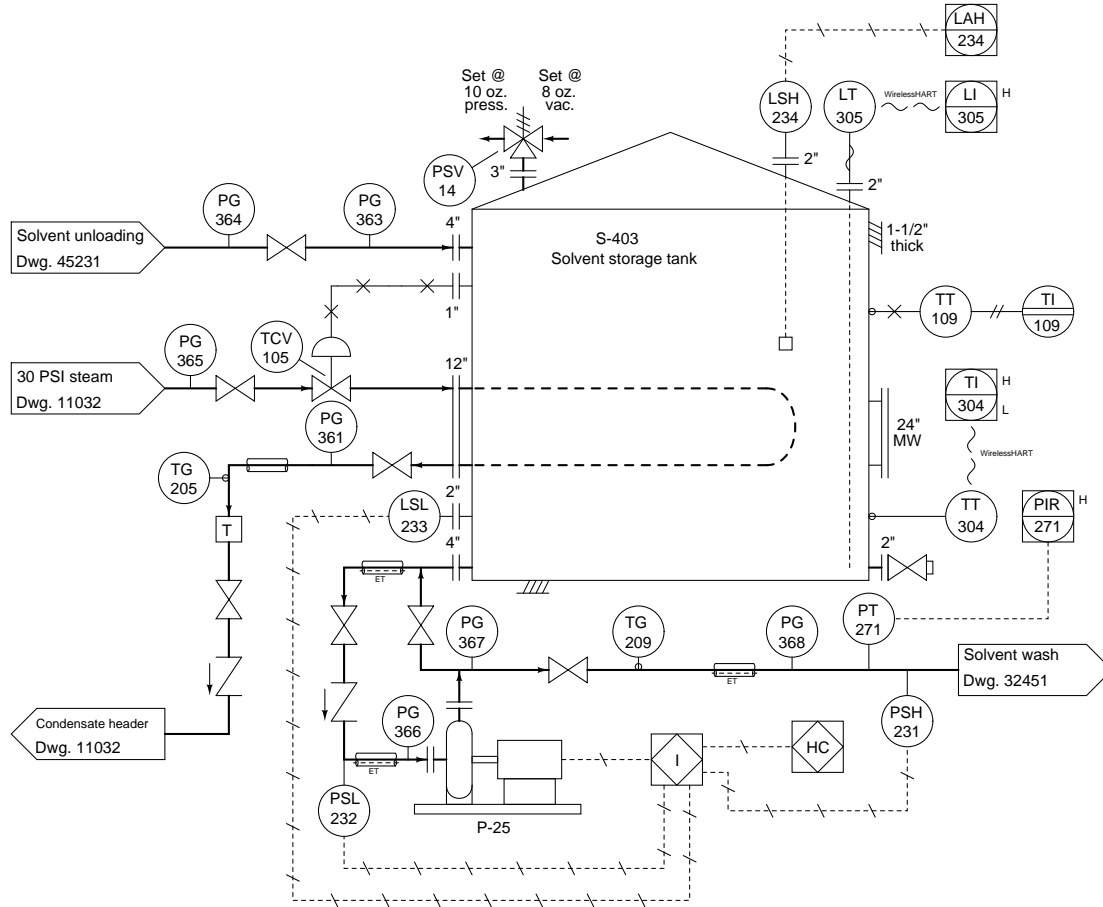 LAH
234
Set @
10 oz.
press.
Set @
8 oz.
vac.
LSH
234
LT
305
WirelessHART
LI
305
H
PSV
14
3"
2"
2"
PG
364
PG
363
4"
Solvent unloading
Dwg. 45231
S-403
Solvent storage tank
1-1/2"
thick
1"
TT
109
TI
109
PG
365
TCV
105
12"
30 PSI steam
Dwg. 11032
TI
304
H
L
PG
361
24"
MW
WirelessHART
TG
205
2"
LSL
233
TT
304
PIR
271
H
T
4"
2"
ET
PG
367
TG
209
PG
368
PT
271
Solvent wash
Dwg. 32451
ET
Condensate header
Dwg. 11032
PG
366
PSH
231
ET
I
HC
PSL
232
P-25